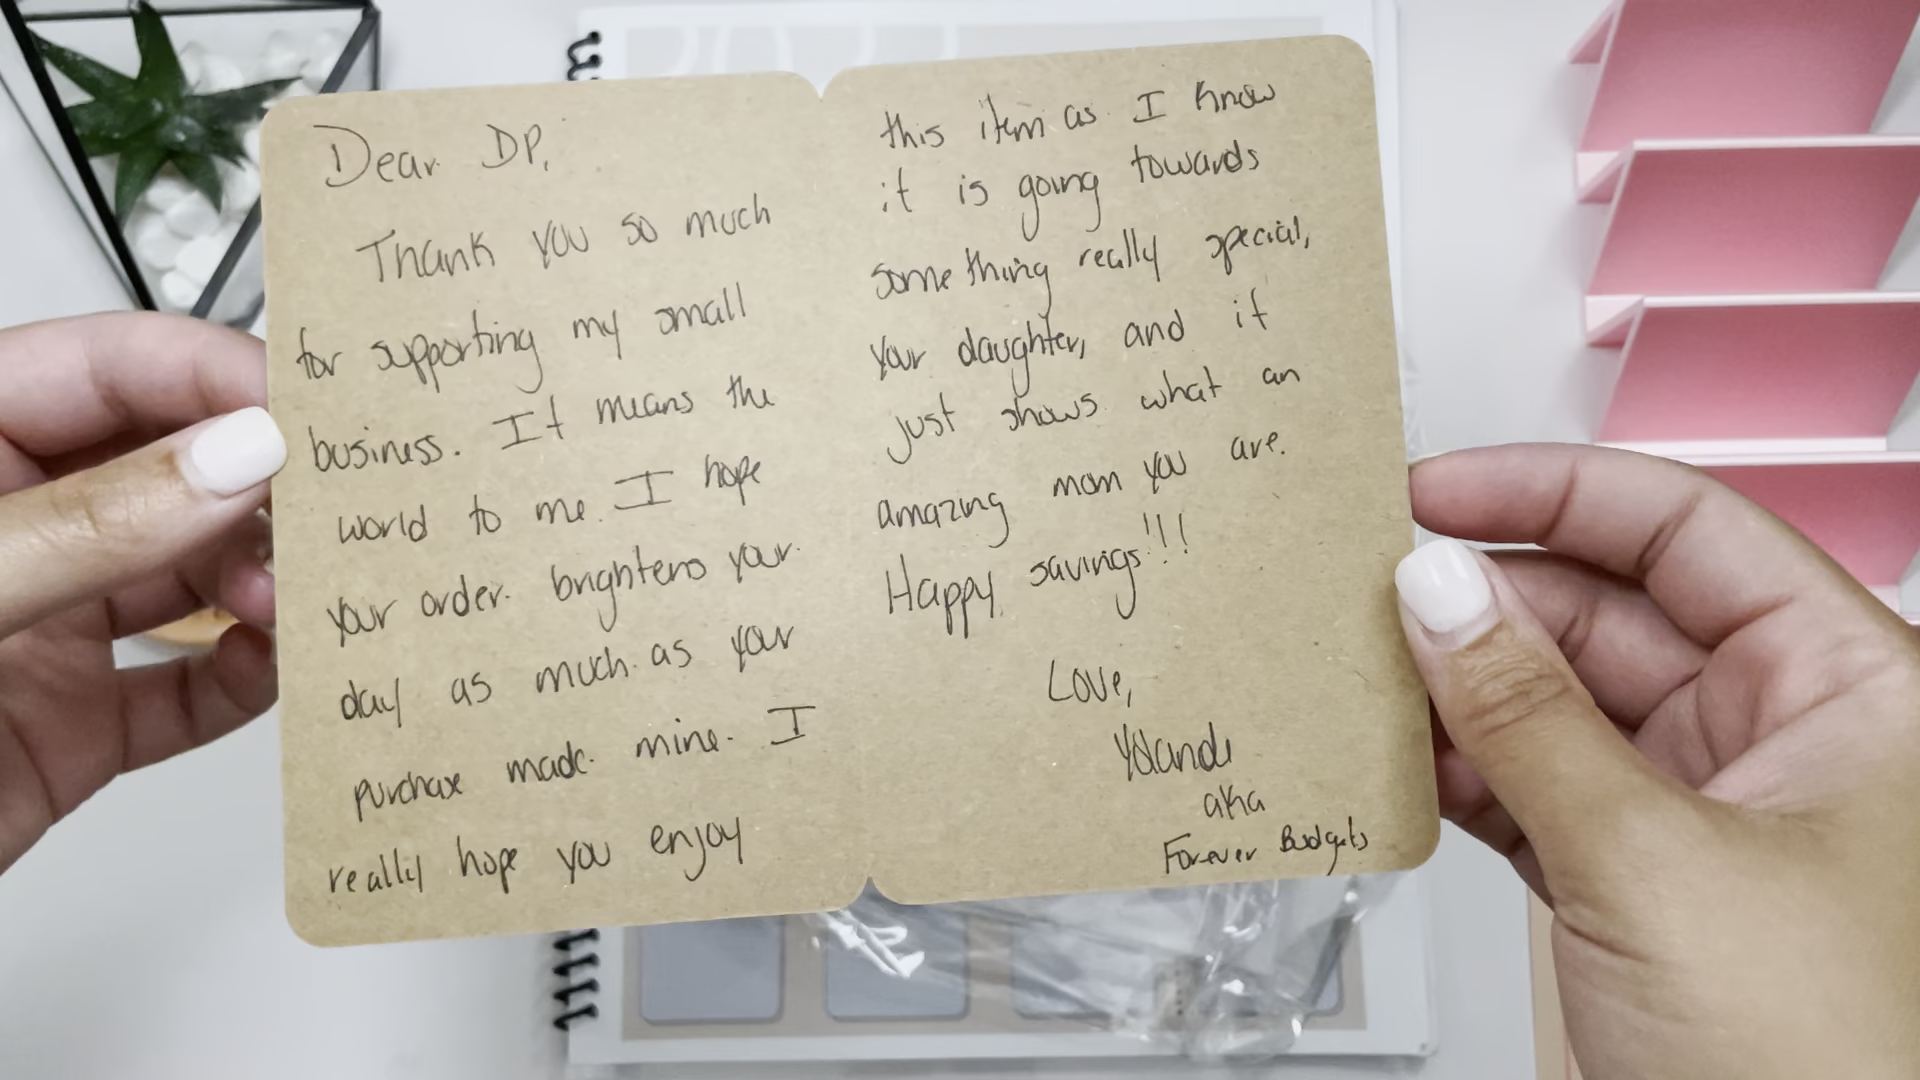 Dear DP,
Thank you so much
for supporting my small
business. It means the
world to me. I hope
your order brightens your
day as much as your
purchase made mine. I
really hope you enjoy
this item as I know
it is going towards
something really special,
your daughter, and it
just shows what an
amazing mom you are.
Happy savings!!!
Love,
Yolande
aka
Forever Budgets